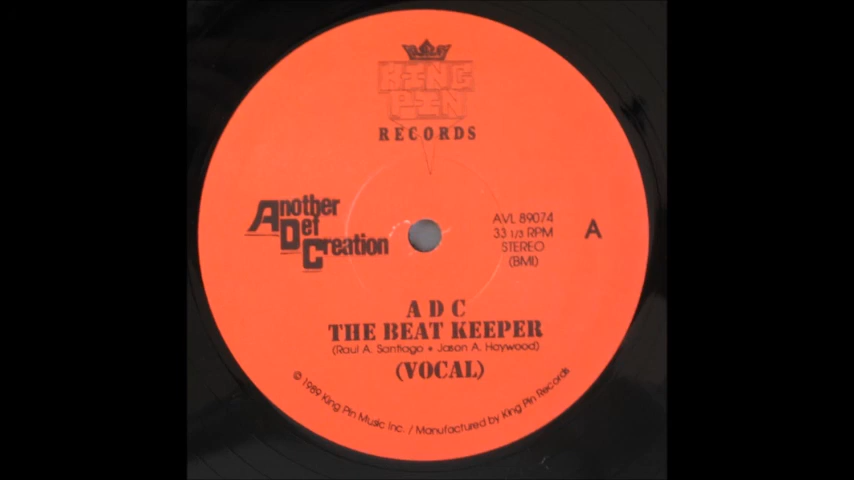 KING
PIN
RECORDS
Another
Def
Creation
AVL 89074
33 1/3 RPM
STEREO
(BMI)
A
A D C
THE BEAT KEEPER
(Raul A. Santiago • Jason A. Haywood)
(VOCAL)
© 1989 King Pin Music Inc. / Manufactured by King Pin Records